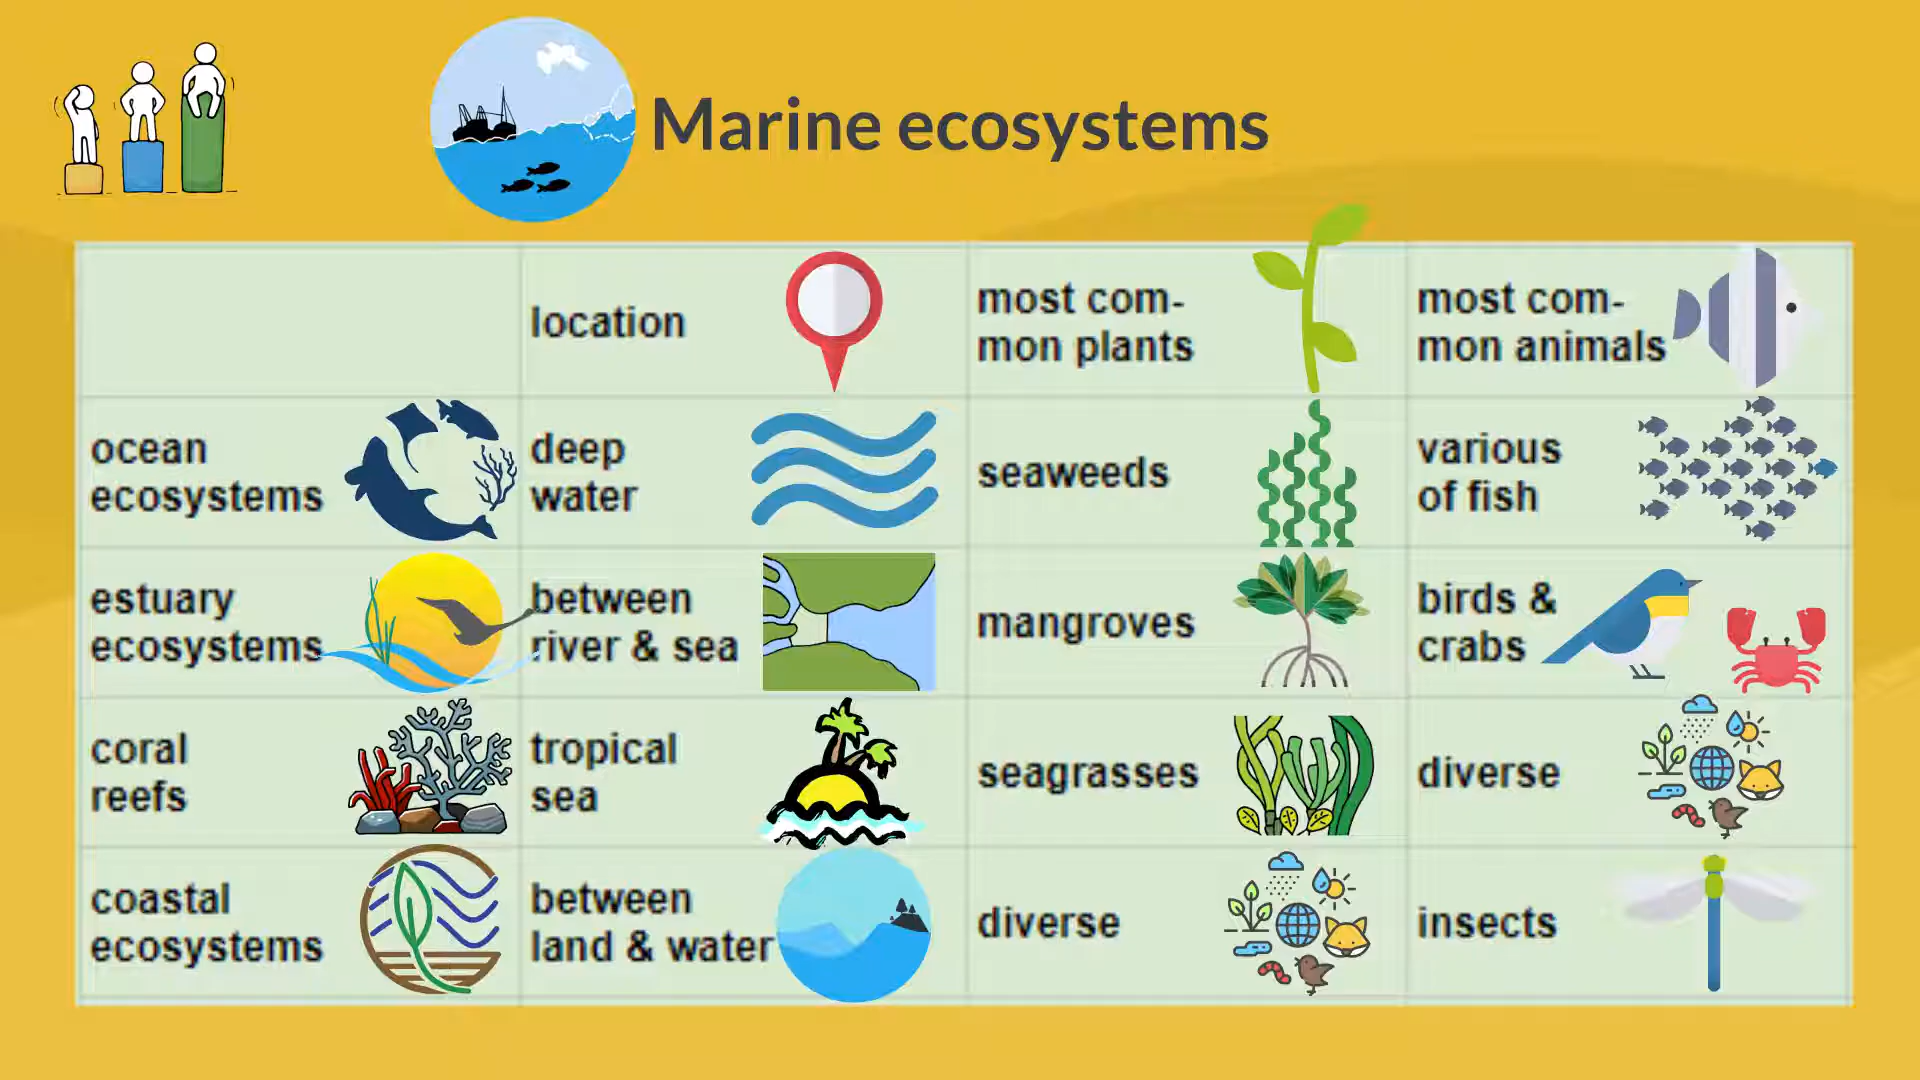 Marine ecosystems
location
most com-
mon plants
most com-
mon animals
ocean
ecosystems
deep
water
seaweeds
various
of fish
estuary
ecosystems
between
river & sea
mangroves
birds &
crabs
coral
reefs
tropical
sea
seagrasses
diverse
coastal
ecosystems
between
land & water
diverse
insects